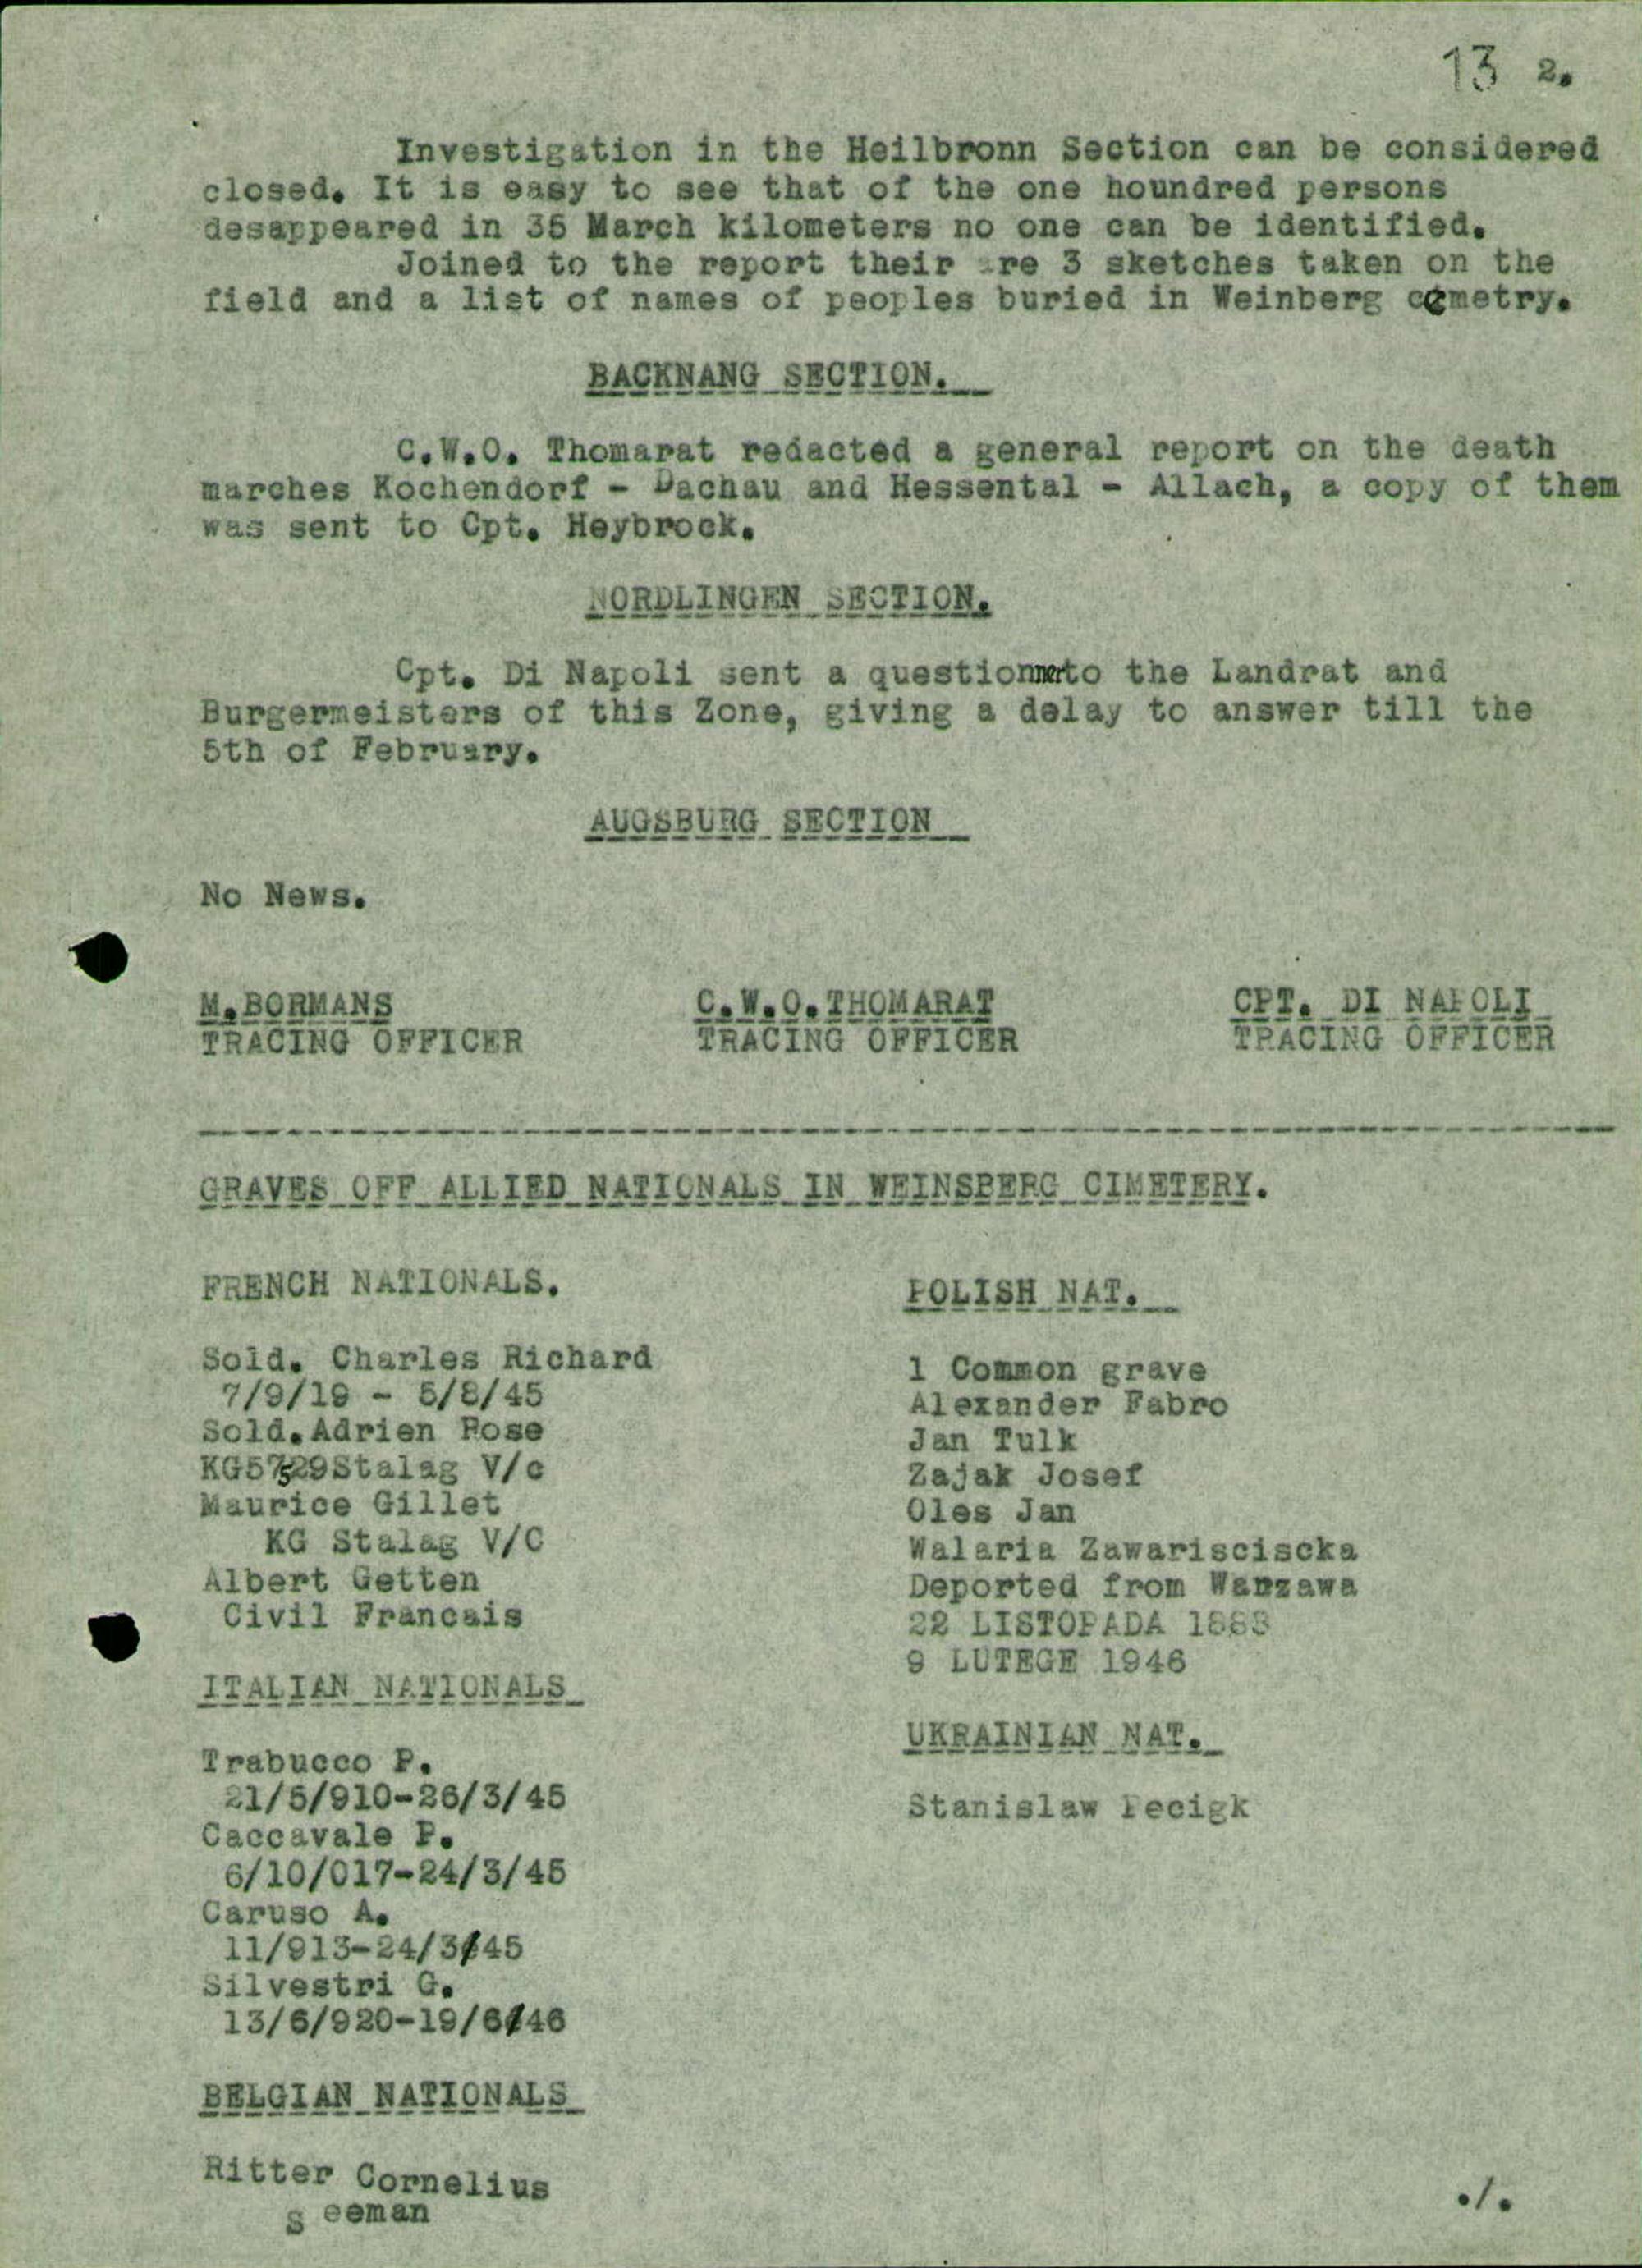 13 2.
Investigation in the Heilbronn Section can be considered
closed. It is easy to see that of the one houndred persons
desappeared in 35 March kilometers no one can be identified.
Joined to the report their are 3 sketches taken on the
field and a list of names of peoples buried in Weinberg cemetry.
BACKNANG SECTION.
C.W.O. Thomarat redacted a general report on the death
marches Kochendorf - Dachau and Hessental - Allach, a copy of them
was sent to Cpt. Heybrock.
NORDLINGEN SECTION.
Cpt. Di Napoli sent a questionnerto the Landrat and
Burgermeisters of this Zone, giving a delay to answer till the
5th of February.
AUGSBURG SECTION
No News.
M.BORMANS C.W.O.THOMARAT CPT. DI NAPOLI
TRACING OFFICER TRACING OFFICER TRACING OFFICER
GRAVES OFF ALLIED NATIONALS IN WEINSBERG CIMETERY.
FRENCH NATIONALS.
Sold. Charles Richard
7/9/19 - 5/8/45
Sold.Adrien Rose
KG57529Stalag V/c
Maurice Gillet
KG Stalag V/C
Albert Getten
Civil Francais
ITALIAN NATIONALS
Trabucco P.
21/5/910-26/3/45
Caccavale P.
6/10/017-24/3/45
Caruso A.
11/913-24/3/45
Silvestri G.
13/6/920-19/6/46
BELGIAN NATIONALS
Ritter Cornelius
Seeman
POLISH NAT.
1 Common grave
Alexander Fabro
Jan Tulk
Zajak Josef
Oles Jan
Walaria Zawarisciscka
Deported from Warzawa
22 LISTOPADA 1883
9 LUTEGE 1946
UKRAINIAN NAT.
Stanislaw Pecigk
./.